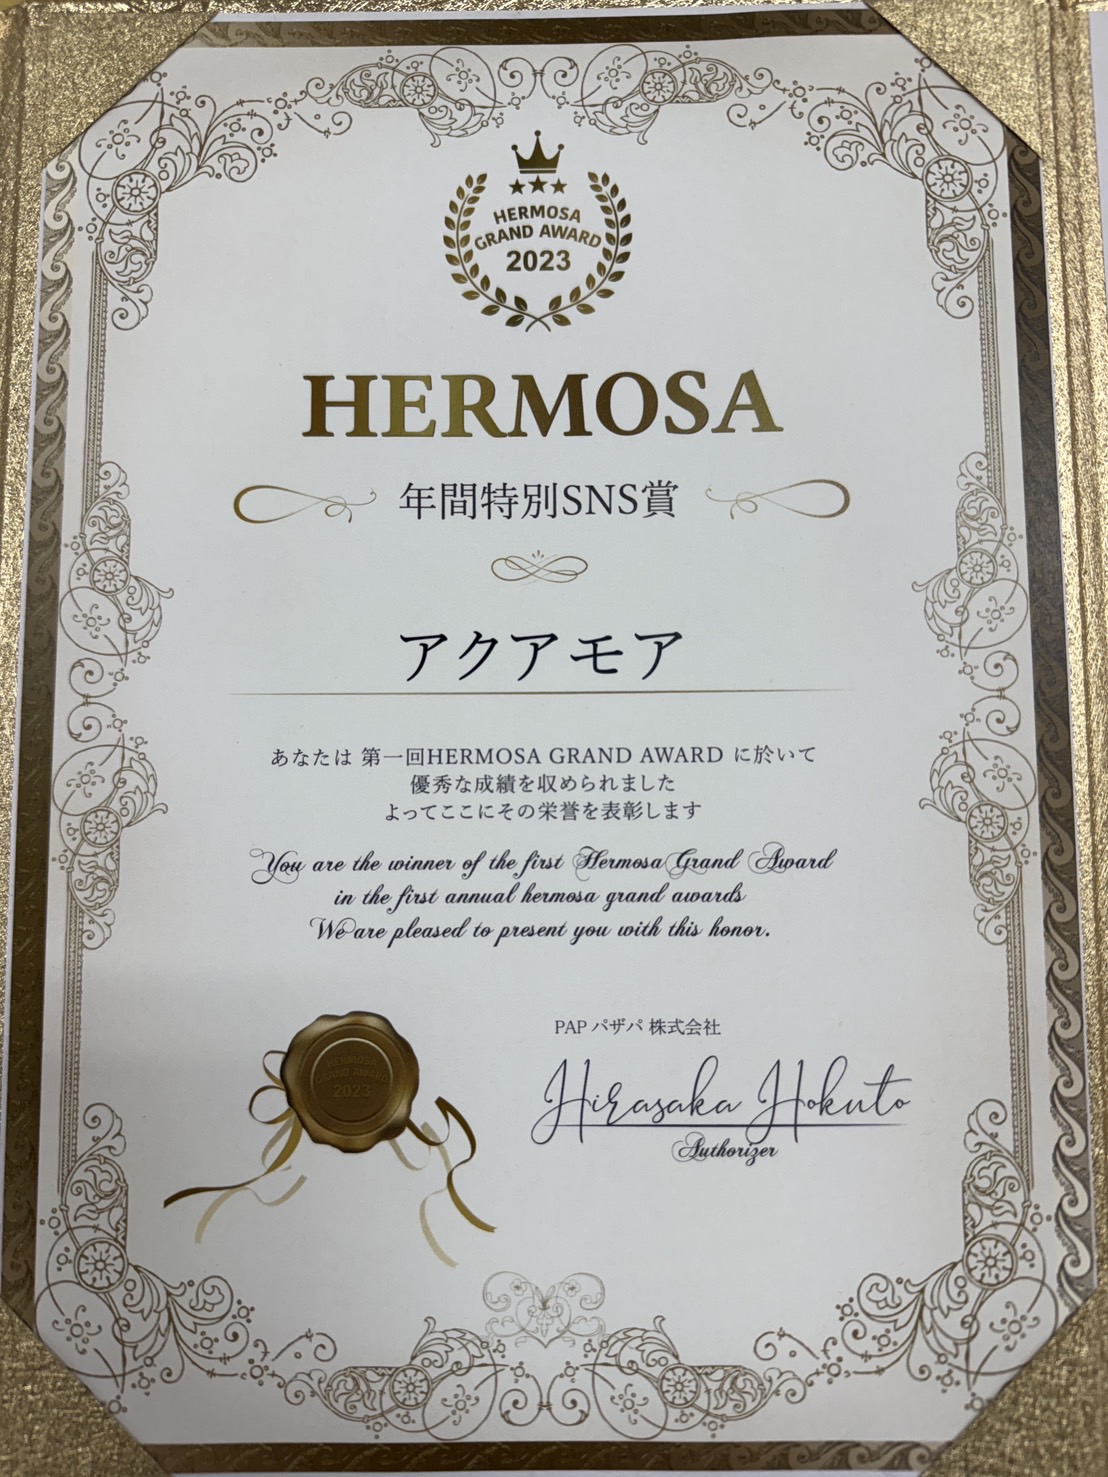 HERMOSA
GRAND AWARD
2023
HERMOSA
年間特別SNS賞
アクアモア
あなたは 第一回HERMOSA GRAND AWARD に於いて
優秀な成績を収められました
よってここにその栄誉を表彰します
You are the winner of the first Hermosa Grand Award
in the first annual hermosa grand awards
We are pleased to present you with this honor.
PAP パザパ 株式会社
Hirasaka Hokuto
Authorizer
HERMOSA
GRAND AWARD
2023